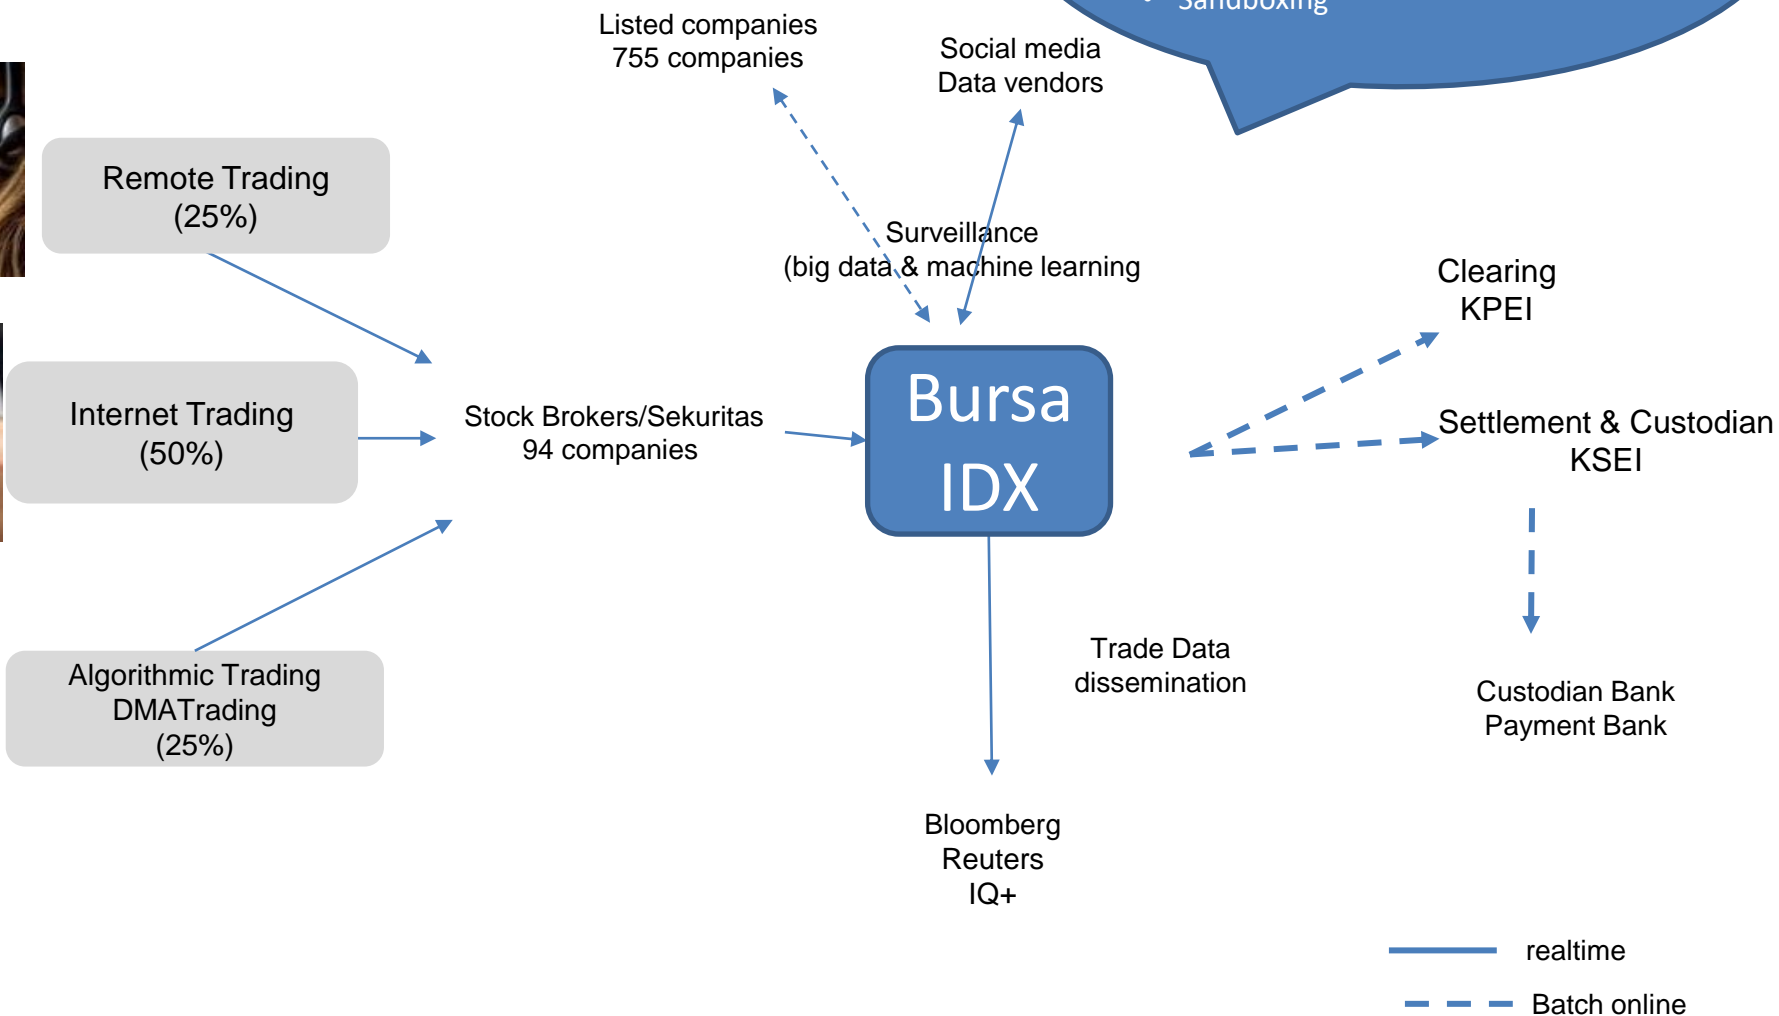 Sandboxing
Listed companies
755 companies
Social media
Data vendors
Remote Trading
(25%)
Surveillance
(big data & machine learning
Clearing
KPEI
Internet Trading
(50%)
Stock Brokers/Sekuritas
94 companies
Bursa
IDX
Settlement & Custodian
KSEI
Algorithmic Trading
DMATrading
(25%)
Trade Data
dissemination
Custodian Bank
Payment Bank
Bloomberg
Reuters
IQ+
realtime
Batch online